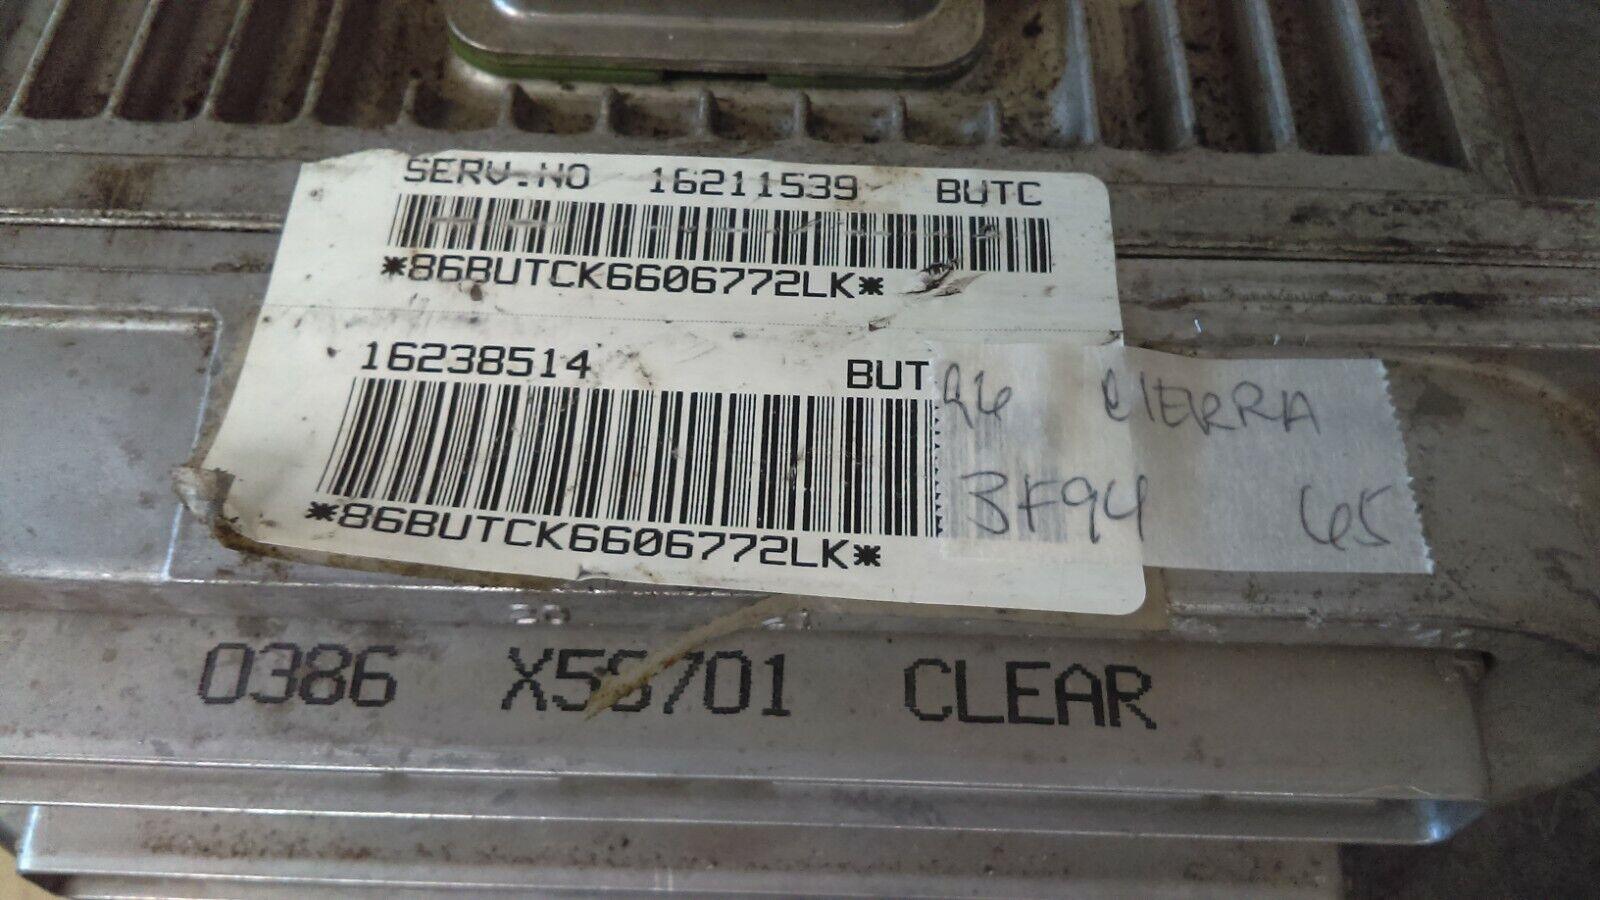 SERV.NO 16211539 BUTC
*86BUTCK6606772LK*
16238514 BUT
*86BUTCK6606772LK*
96 CIERRA
3F94 65
0386 X5S701 CLEAR